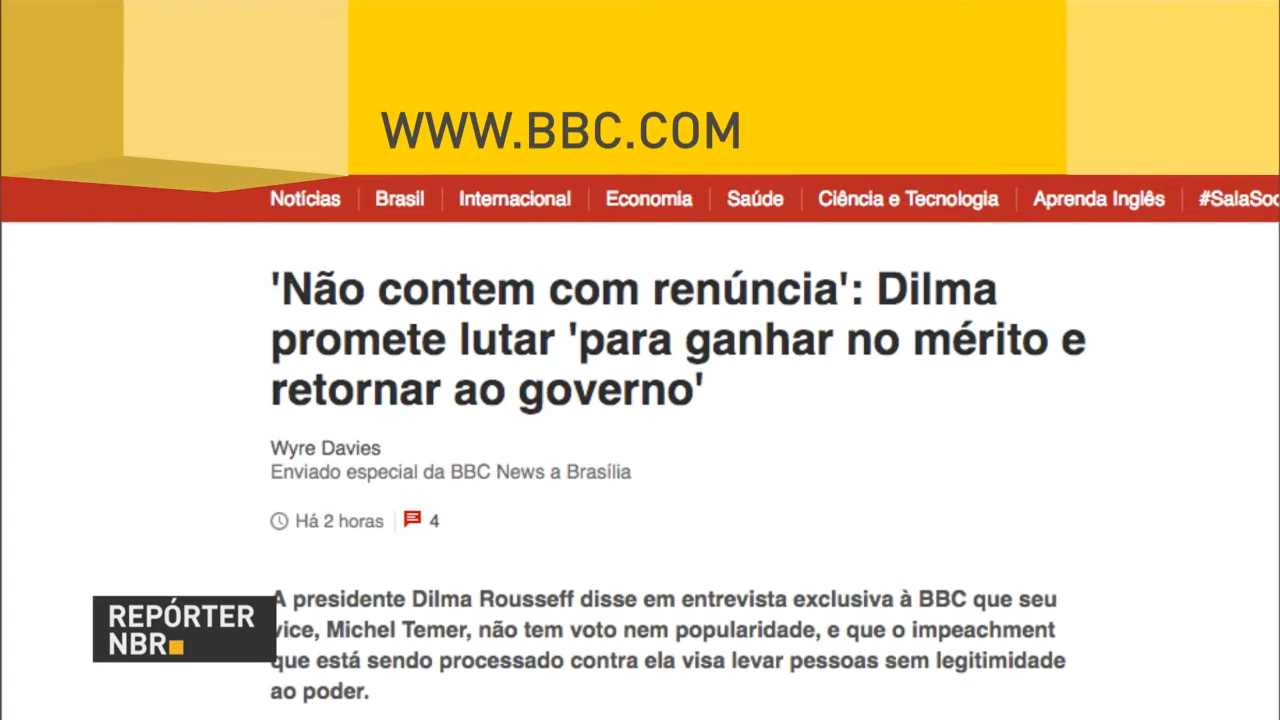 WWW.BBC.COM
Notícias Brasil Internacional Economia Saúde Ciência e Tecnologia Aprenda Inglês #SalaSoc
'Não contem com renúncia': Dilma
promete lutar 'para ganhar no mérito e
retornar ao governo'
Wyre Davies
Enviado especial da BBC News a Brasília
Há 2 horas 4
A presidente Dilma Rousseff disse em entrevista exclusiva à BBC que seu
vice, Michel Temer, não tem voto nem popularidade, e que o impeachment
que está sendo processado contra ela visa levar pessoas sem legitimidade
ao poder.
REPÓRTER
NBR